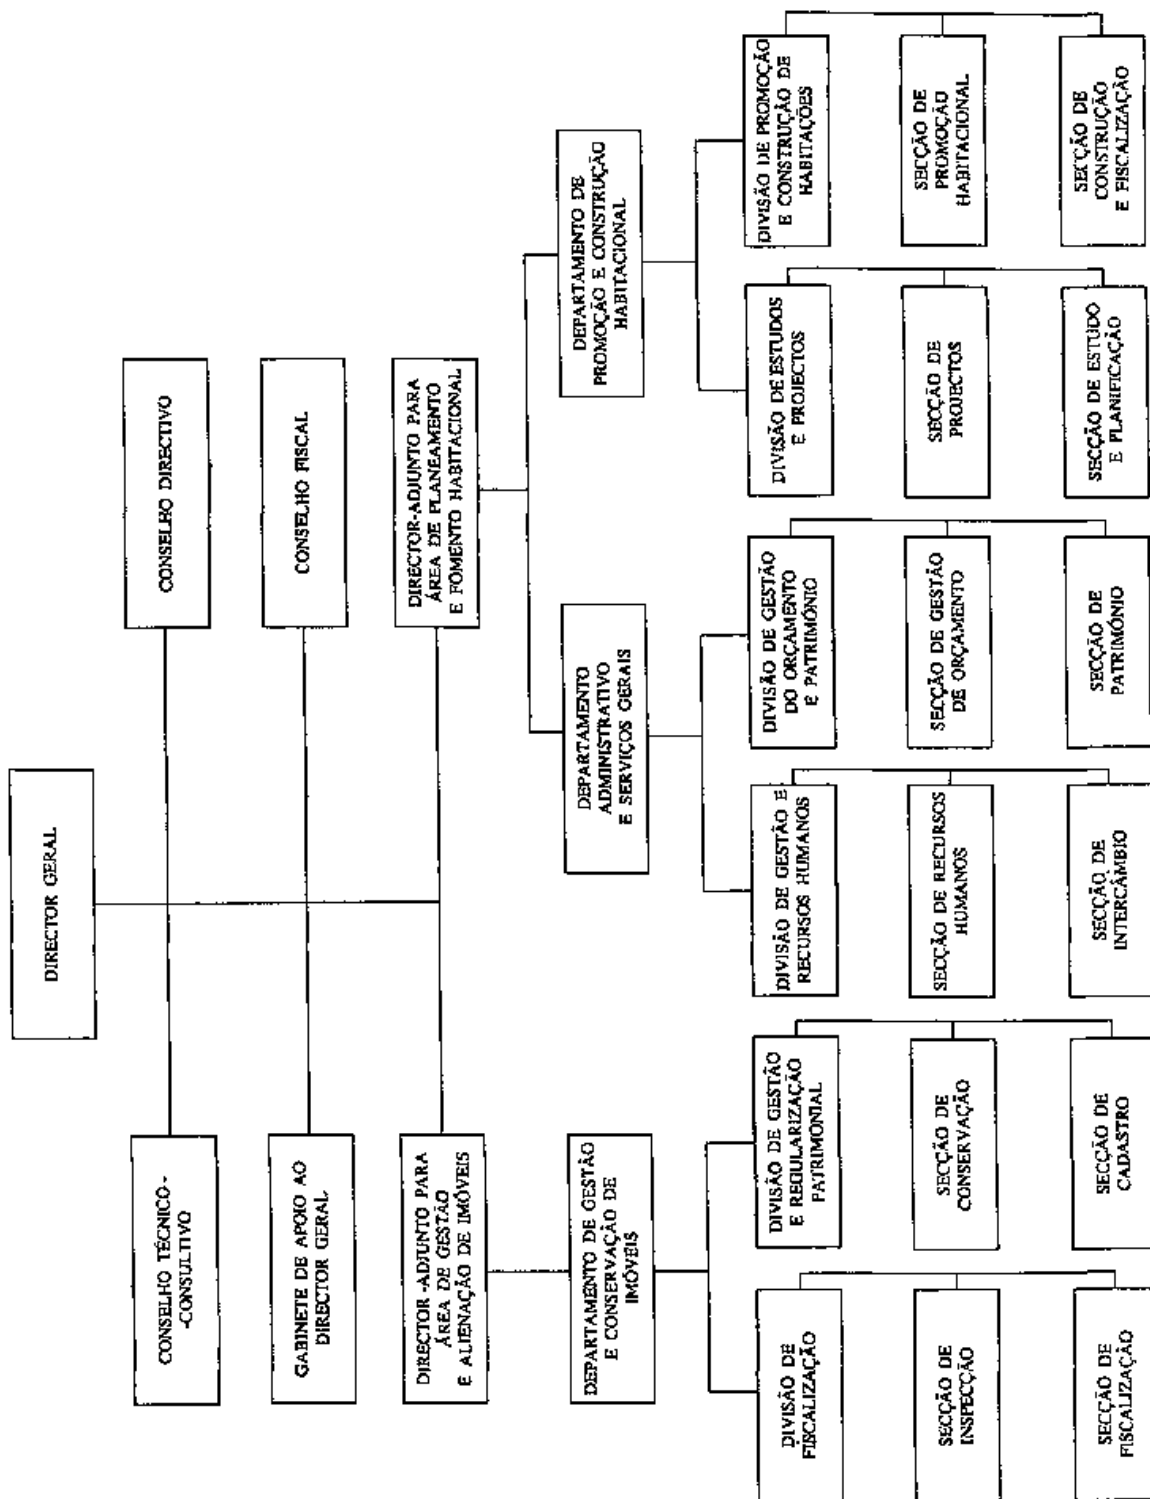 DIRECTOR GERAL
CONSELHO TÉCNICO-
-CONSULTIVO
CONSELHO DIRECTIVO
GABINETE DE APOIO AO
DIRECTOR GERAL
CONSELHO FISCAL
DIRECTOR-ADJUNTO PARA
ÁREA DE GESTÃO
E ALIENAÇÃO DE IMÓVEIS
DIRECTOR-ADJUNTO PARA
ÁREA DE PLANEAMENTO
E FOMENTO HABITACIONAL
DEPARTAMENTO DE GESTÃO
E CONSERVAÇÃO DE
IMÓVEIS
DEPARTAMENTO
ADMINISTRATIVO
E SERVIÇOS GERAIS
DEPARTAMENTO DE
PROMOÇÃO E CONSTRUÇÃO
HABITACIONAL
DIVISÃO DE
FISCALIZAÇÃO
DIVISÃO DE GESTÃO
E REGULARIZAÇÃO
PATRIMONIAL
DIVISÃO DE GESTÃO E
RECURSOS HUMANOS
DIVISÃO DE GESTÃO
DO ORÇAMENTO
E PATRIMÓNIO
DIVISÃO DE ESTUDOS
E PROJECTOS
DIVISÃO DE PROMOÇÃO
E CONSTRUÇÃO DE
HABITAÇÕES
SECÇÃO DE
INSPECÇÃO
SECÇÃO DE
CONSERVAÇÃO
SECÇÃO DE RECURSOS
HUMANOS
SECÇÃO DE GESTÃO
DE ORÇAMENTO
SECÇÃO DE
PROJECTOS
SECÇÃO DE
PROMOÇÃO
HABITACIONAL
SECÇÃO DE
FISCALIZAÇÃO
SECÇÃO DE
CADASTRO
SECÇÃO DE
INTERCÂMBIO
SECÇÃO DE
PATRIMÓNIO
SECÇÃO DE ESTUDO
E PLANIFICAÇÃO
SECÇÃO DE
CONSTRUÇÃO
E FISCALIZAÇÃO